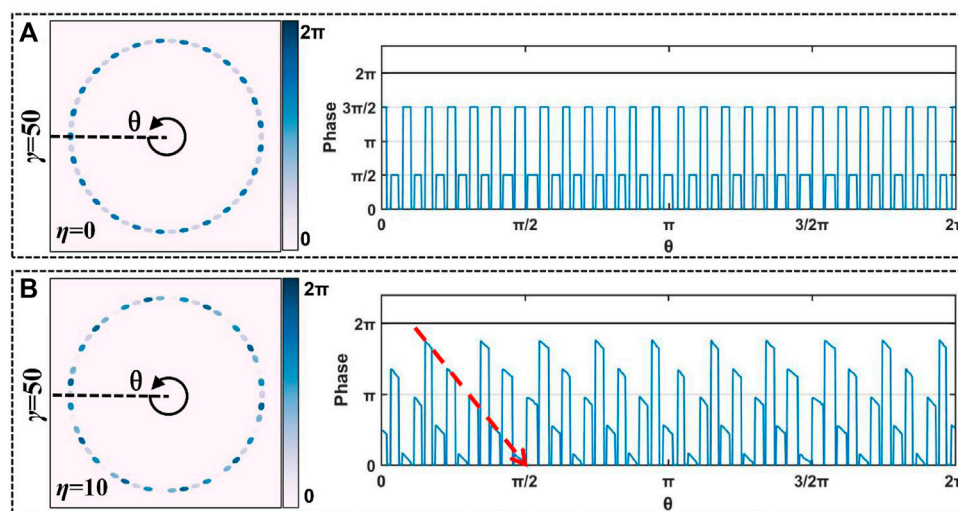 A
γ=50
θ
η=0
2π
0
Phase
2π
3π/2
π
π/2
0
0 π/2 π 3/2π 2π
θ
B
γ=50
θ
η=10
2π
0
Phase
2π
π
0
0 π/2 π 3/2π 2π
θ